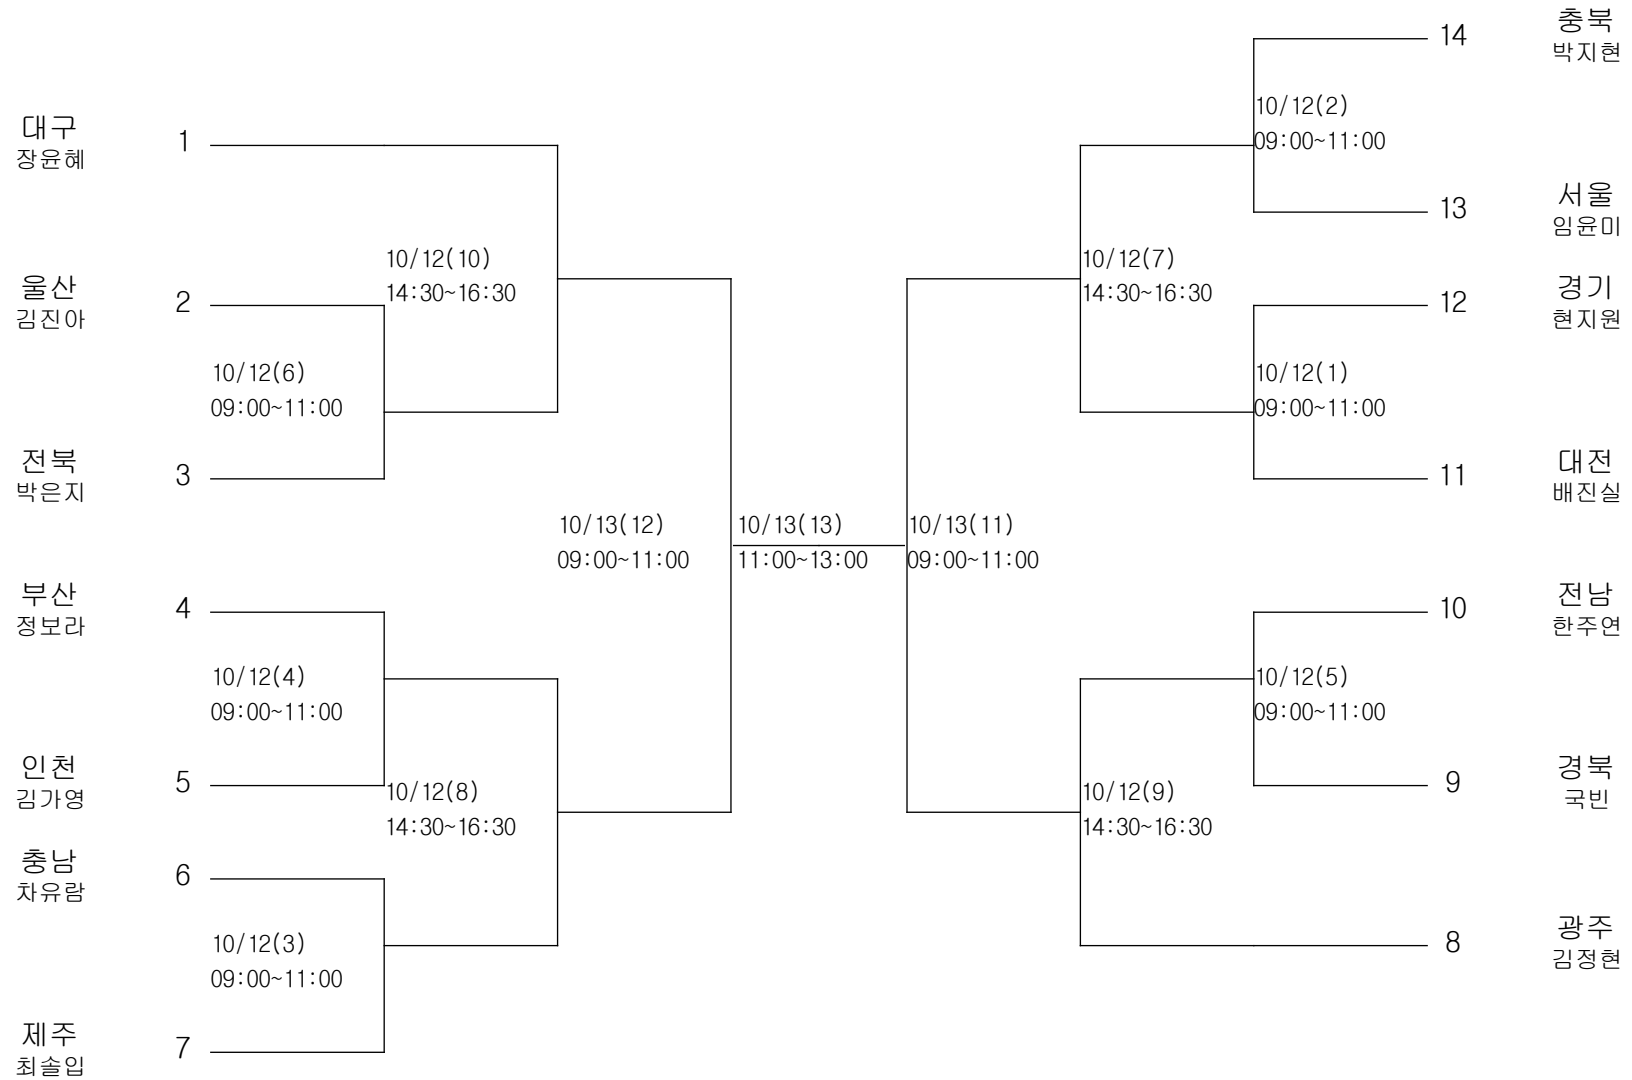 충북
14
박지현
10/12(2)
대구
1
09:00~11:00
장윤혜
서울
13
임윤미
10/12(10)
10/12(7)
울산
2
14:30~16:30
14:30~16:30
12
경기
김진아
현지원
10/12(6)
10/12(1)
09:00~11:00
09:00~11:00
전북
3
11
대전
박은지
배진실
10/13(12)
10/13(13)
10/13(11)
09:00~11:00
11:00~13:00
09:00~11:00
부산
4
10
전남
정보라
한주연
10/12(4)
10/12(5)
09:00~11:00
09:00~11:00
인천
5
9
경북
김가영
국빈
10/12(8)
10/12(9)
14:30~16:30
14:30~16:30
충남
6
차유람
10/12(3)
8
광주
09:00~11:00
김정현
제주
7
최솔입